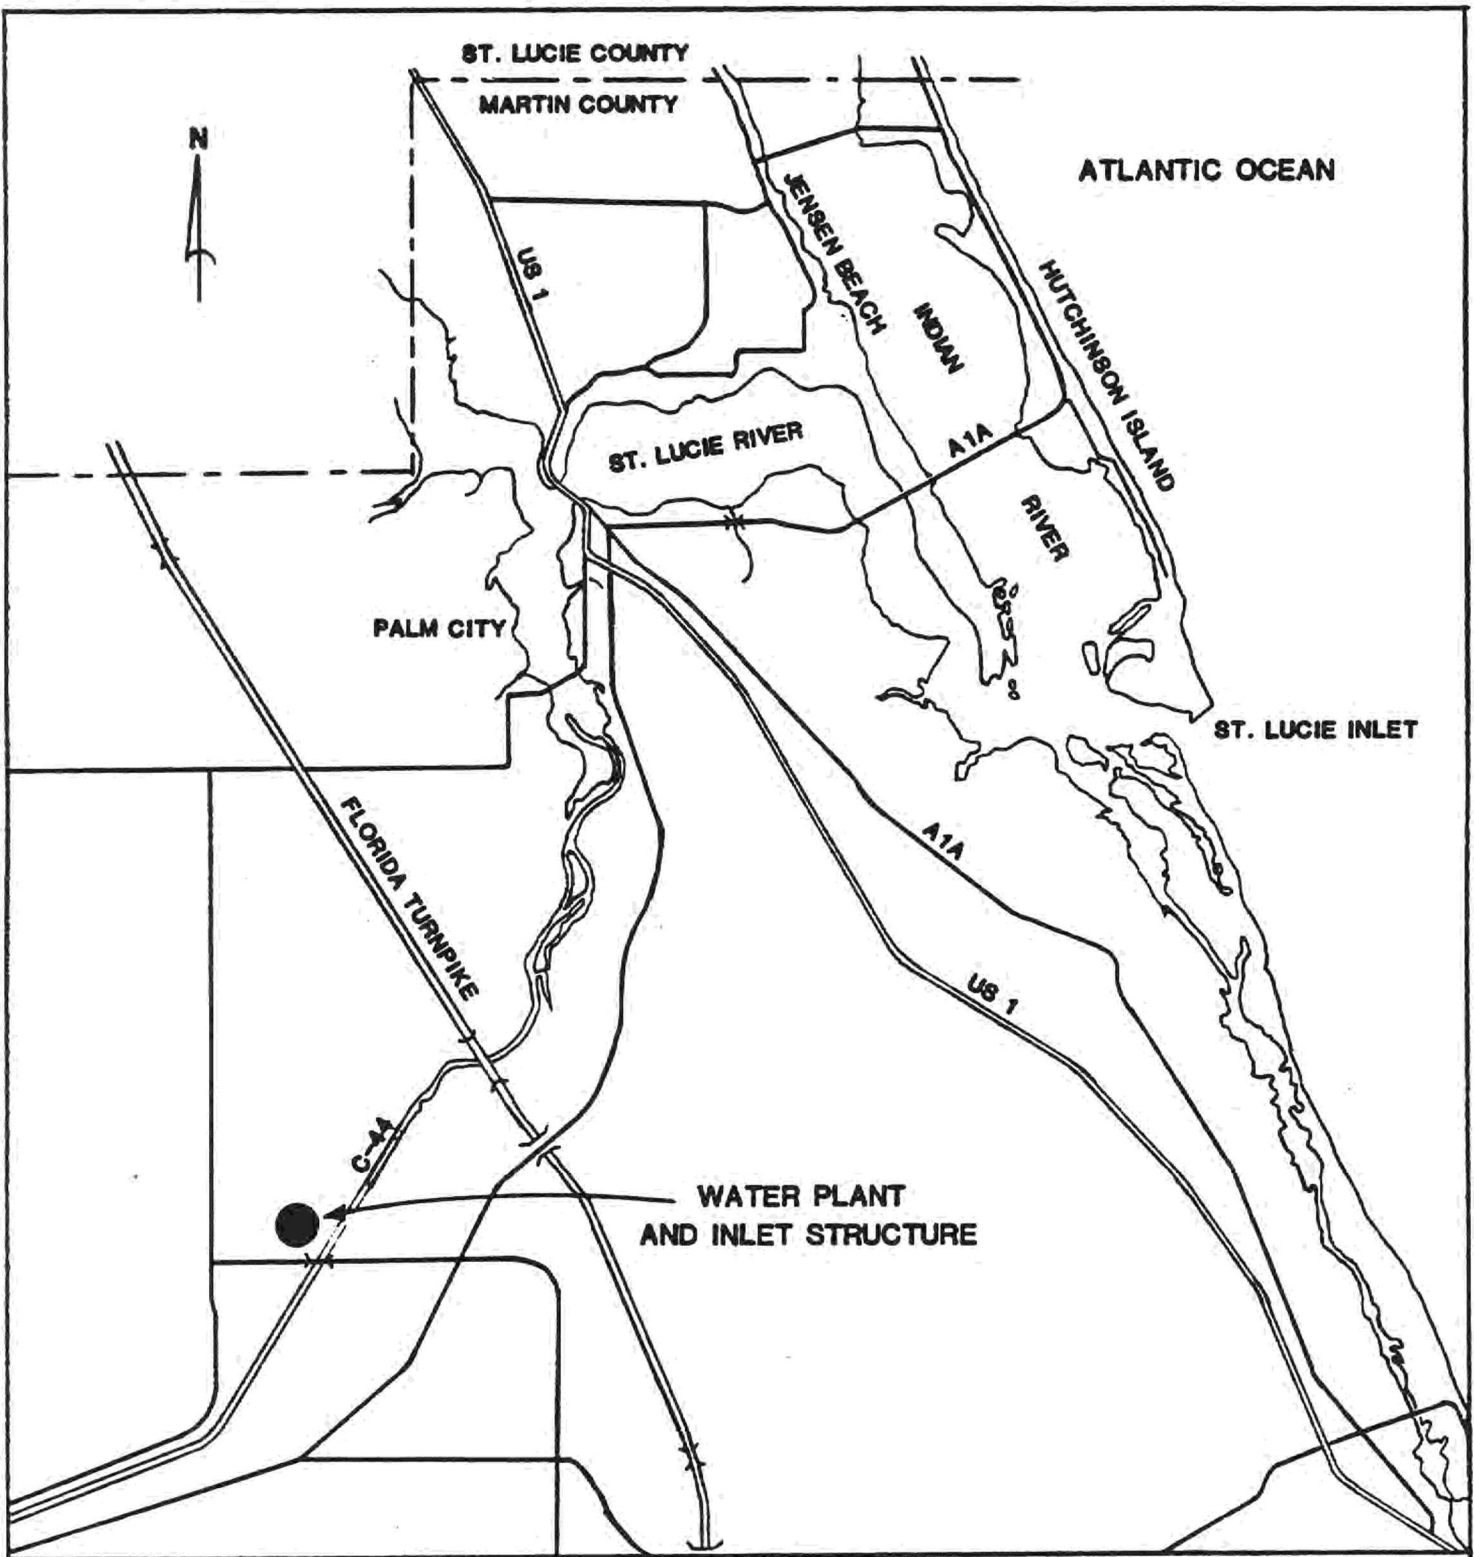 ST. LUCIE COUNTY
MARTIN COUNTY
N
ATLANTIC OCEAN
JENSEN BEACH
US 1
INDIAN
HUTCHINSON ISLAND
ST. LUCIE RIVER
A1A
RIVER
PALM CITY
ST. LUCIE INLET
FLORIDA TURNPIKE
A1A
US 1
C-44
WATER PLANT
AND INLET STRUCTURE